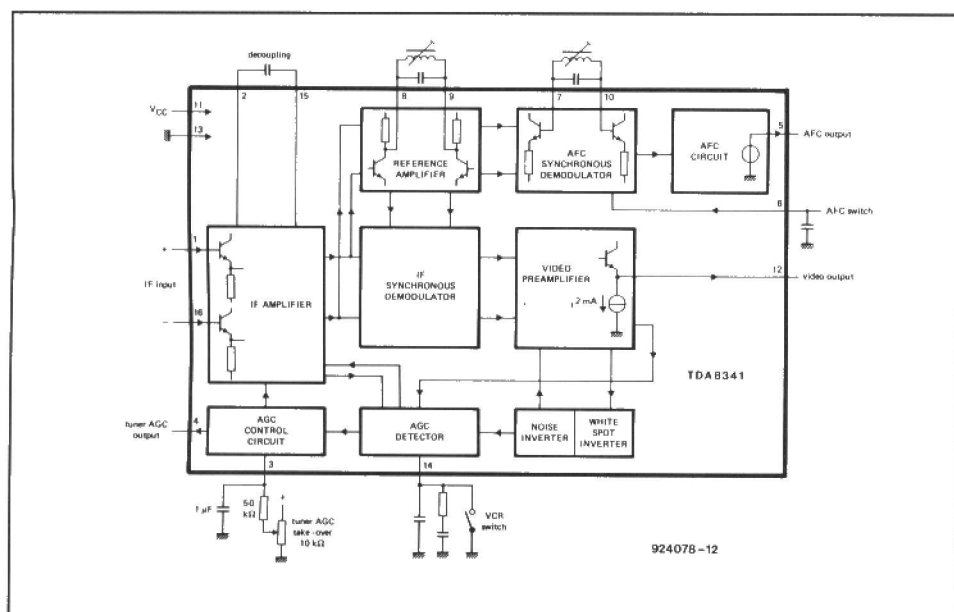 decoupling
2
15
8
9
7
10
VCC
11
13
REFERENCE
AMPLIFIER
AFC
SYNCHRONOUS
DEMODULATOR
AFC
CIRCUIT
5
AFC output
6
AFC switch
+
1
IF input
−
16
IF AMPLIFIER
IF
SYNCHRONOUS
DEMODULATOR
VIDEO
PREAMPLIFIER
2 mA
12
video output
TDA8341
tuner AGC
output
4
AGC
CONTROL
CIRCUIT
AGC
DETECTOR
NOISE
INVERTER
WHITE
SPOT
INVERTER
3
14
1 µF
50
kΩ
+
tuner AGC
take-over
10 kΩ
VCR
switch
924078-12